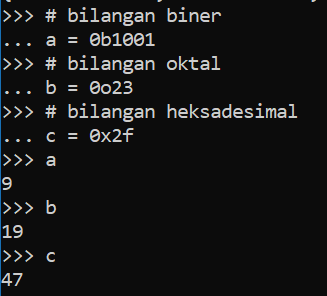 >>> # bilangan biner
... a = 0b1001
>>> # bilangan oktal
... b = 0o23
>>> # bilangan heksadesimal
... c = 0x2f
>>> a
9
>>> b
19
>>> c
47